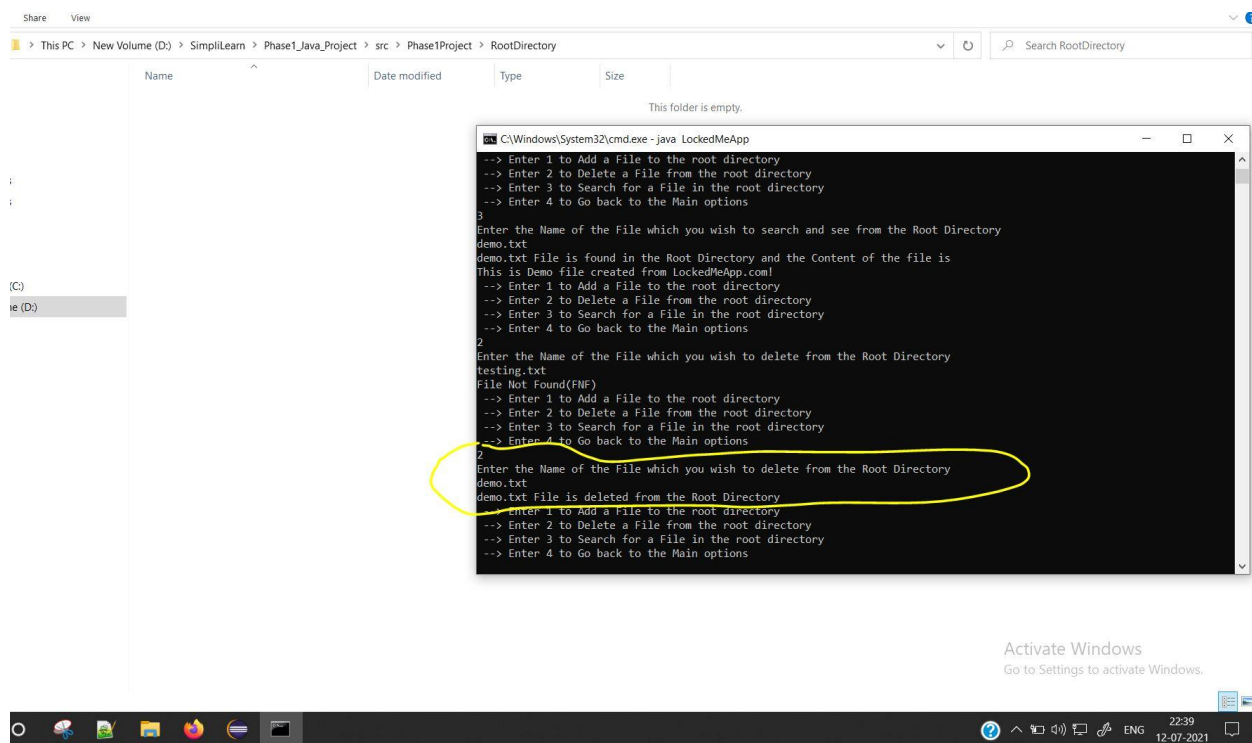 Share View
> This PC > New Volume (D:) > SimpliLearn > Phase1_Java_Project > src > Phase1Project > RootDirectory
Search RootDirectory
Name Date modified Type Size
This folder is empty.
(C:)
(D:)
C:\Windows\System32\cmd.exe - java LockedMeApp
--> Enter 1 to Add a File to the root directory
--> Enter 2 to Delete a File from the root directory
--> Enter 3 to Search for a File in the root directory
--> Enter 4 to Go back to the Main options
3
Enter the Name of the File which you wish to search and see from the Root Directory
demo.txt
demo.txt File is found in the Root Directory and the Content of the file is
This is Demo file created from LockedMeApp.com!
--> Enter 1 to Add a File to the root directory
--> Enter 2 to Delete a File from the root directory
--> Enter 3 to Search for a File in the root directory
--> Enter 4 to Go back to the Main options
2
Enter the Name of the File which you wish to delete from the Root Directory
testing.txt
File Not Found(FNF)
--> Enter 1 to Add a File to the root directory
--> Enter 2 to Delete a File from the root directory
--> Enter 3 to Search for a File in the root directory
--> Enter 4 to Go back to the Main options
2
Enter the Name of the File which you wish to delete from the Root Directory
demo.txt
demo.txt File is deleted from the Root Directory
--> Enter 1 to Add a File to the root directory
--> Enter 2 to Delete a File from the root directory
--> Enter 3 to Search for a File in the root directory
--> Enter 4 to Go back to the Main options
Activate Windows
Go to Settings to activate Windows.
ENG
22:39
12-07-2021